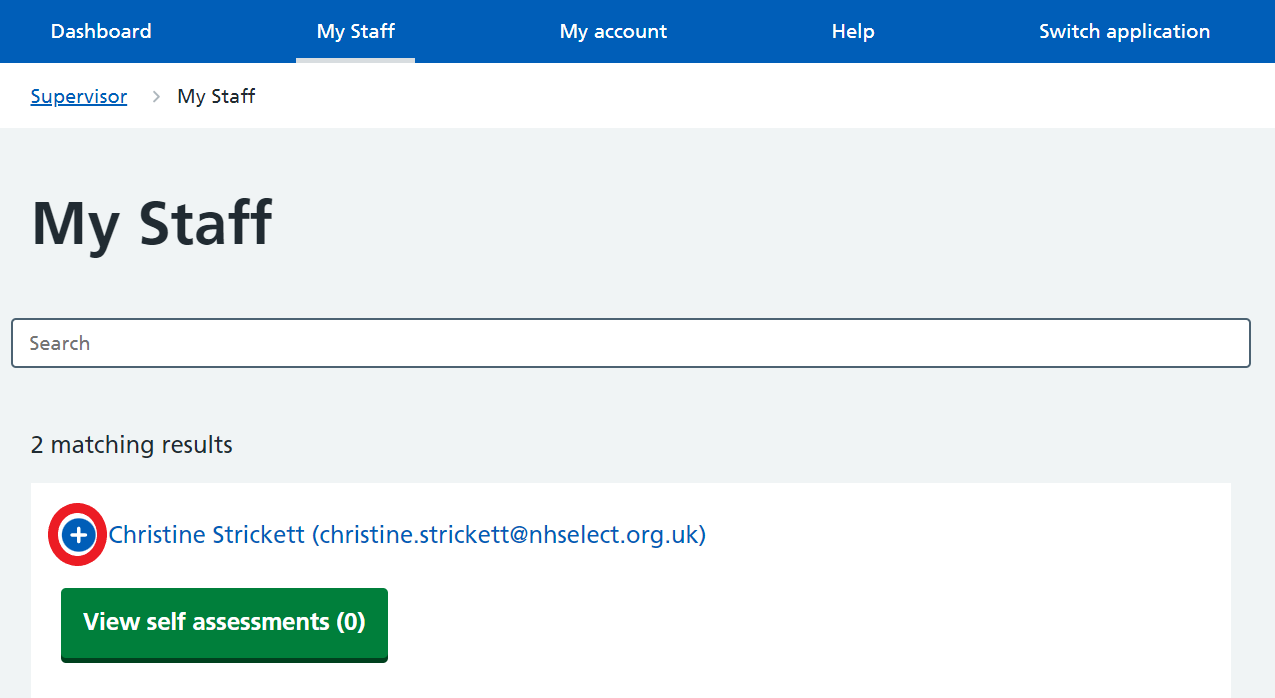 Dashboard My Staff My account Help Switch application
Supervisor > My Staff
My Staff
Search
2 matching results
Christine Strickett (christine.strickett@nhselect.org.uk)
View self assessments (0)